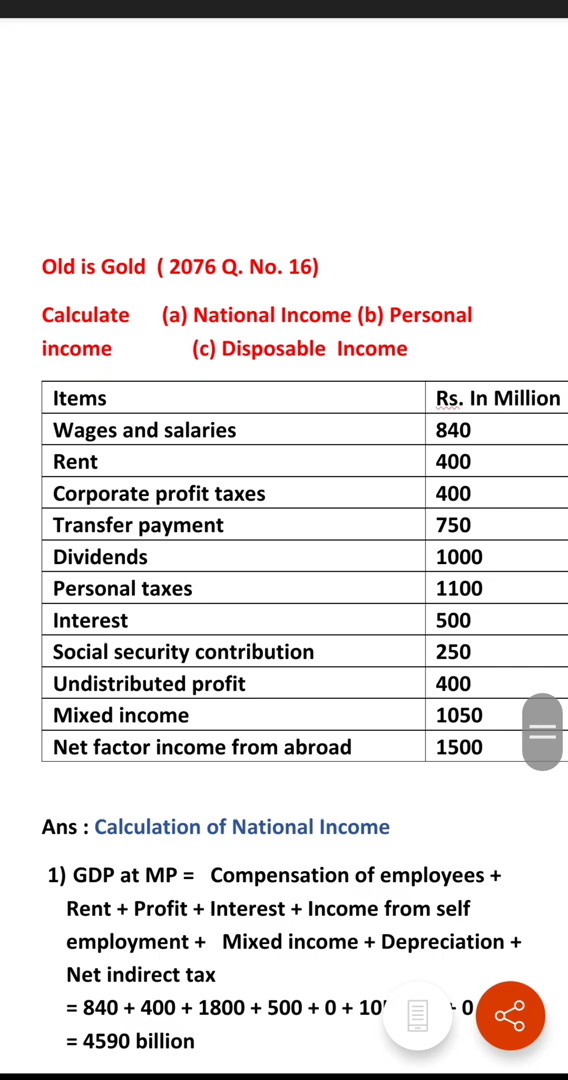 Old is Gold ( 2076 Q. No. 16)
Calculate (a) National Income (b) Personal
income (c) Disposable Income
Items Rs. In Million
Wages and salaries 840
Rent 400
Corporate profit taxes 400
Transfer payment 750
Dividends 1000
Personal taxes 1100
Interest 500
Social security contribution 250
Undistributed profit 400
Mixed income 1050
Net factor income from abroad 1500
Ans : Calculation of National Income
1) GDP at MP = Compensation of employees +
Rent + Profit + Interest + Income from self
employment + Mixed income + Depreciation +
Net indirect tax
= 840 + 400 + 1800 + 500 + 0 + + 0
= 4590 billion